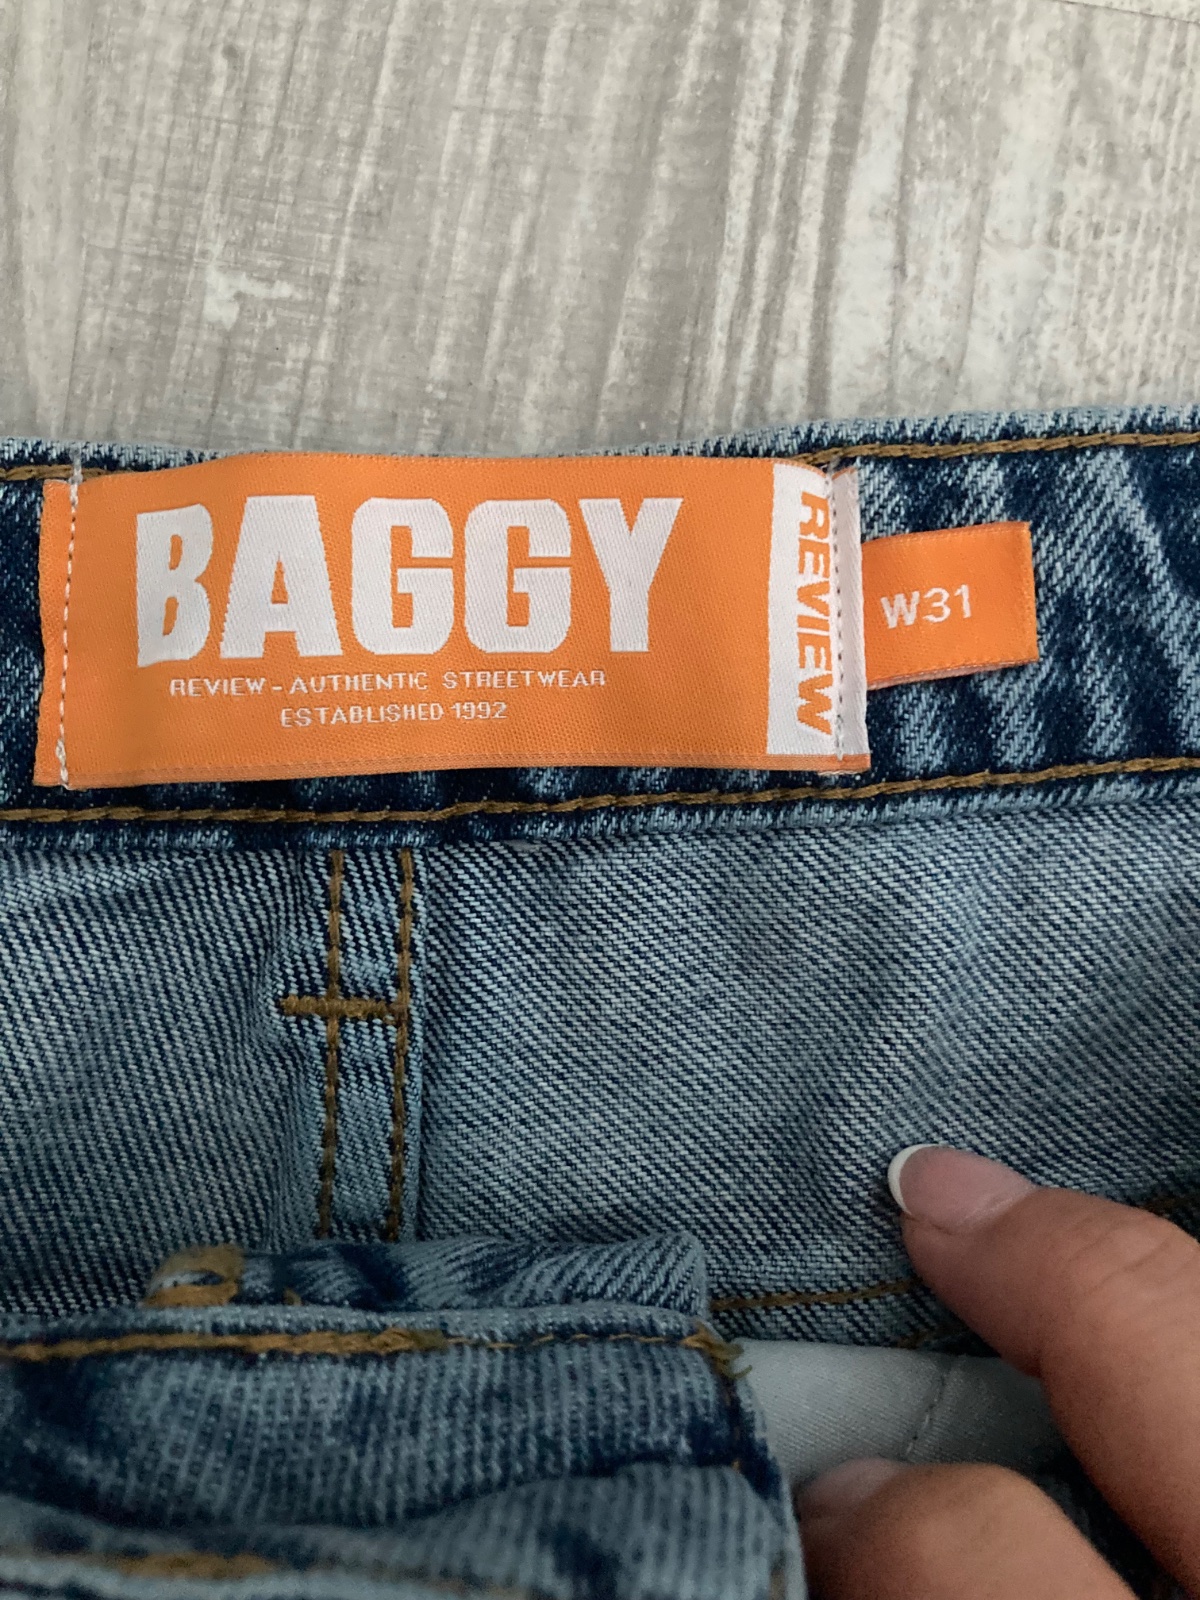 BAGGY
REVIEW - AUTHENTIC STREETWEAR
ESTABLISHED 1992
REVIEW
W31